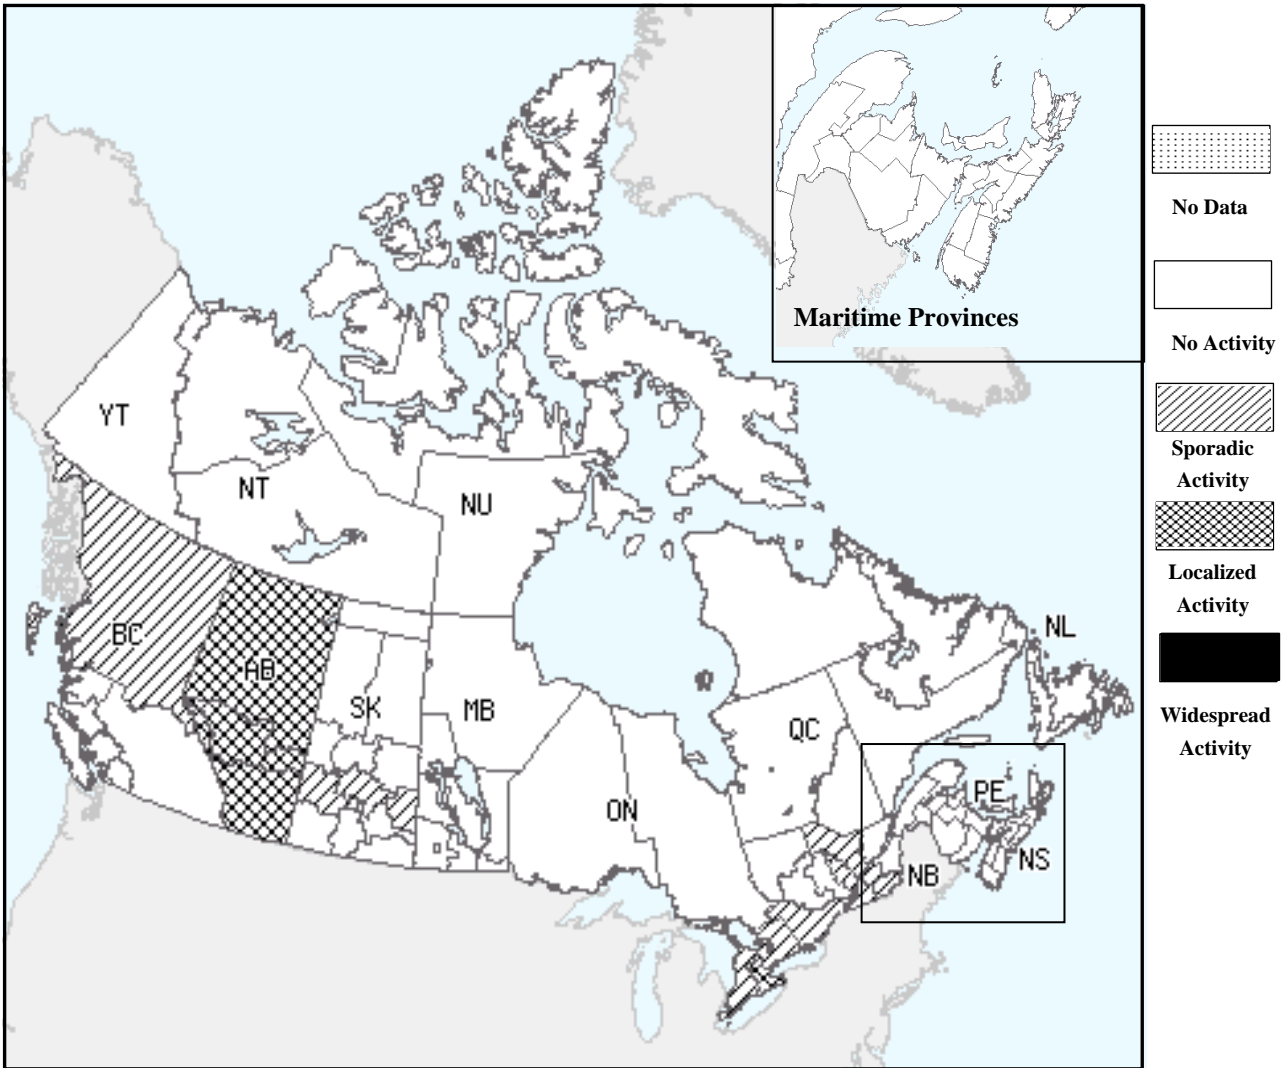 Maritime Provinces
No Data
No Activity
Sporadic
Activity
Localized
Activity
Widespread
Activity
YT
NT
NU
BC
AB
SK
MB
ON
QC
NL
PE
NS
NB